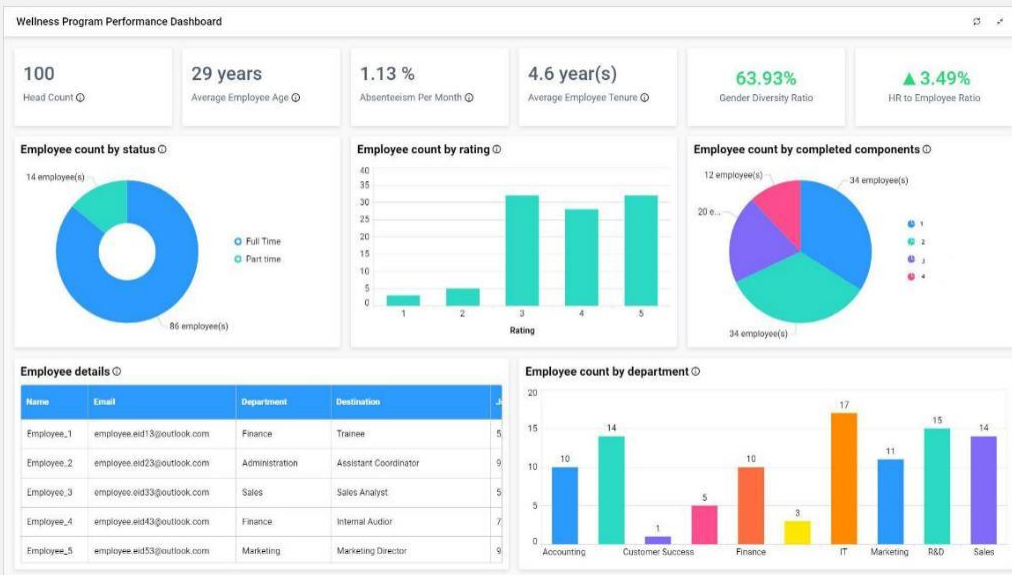 Wellness Program Performance Dashboard
100
Head Count
29 years
Average Employee Age
1.13 %
Absenteeism Per Month
4.6 year(s)
Average Employee Tenure
63.93%
Gender Diversity Ratio
▲ 3.49%
HR to Employee Ratio
Employee count by status
14 employee(s)
86 employee(s)
Full Time
Part time
Employee count by rating
40
35
30
25
20
15
10
5
0
1 2 3 4 5
Rating
Employee count by completed components
12 employee(s)
34 employee(s)
20 e...
34 employee(s)
1
2
3
4
Employee details
Name Email Department Destination
Employee_1 employee.eid13@outlook.com Finance Trainee 5
Employee_2 employee.eid23@outlook.com Administration Assistant Coordinator 9
Employee_3 employee.eid33@outlook.com Sales Sales Analyst 5
Employee_4 employee.eid43@outlook.com Finance Internal Audior 7
Employee_5 employee.eid53@outlook.com Marketing Marketing Director 9
Employee count by department
20
15
10
5
0
10 14 1 5 10 3 17 11 15 14
Accounting Customer Success Finance IT Marketing R&D Sales